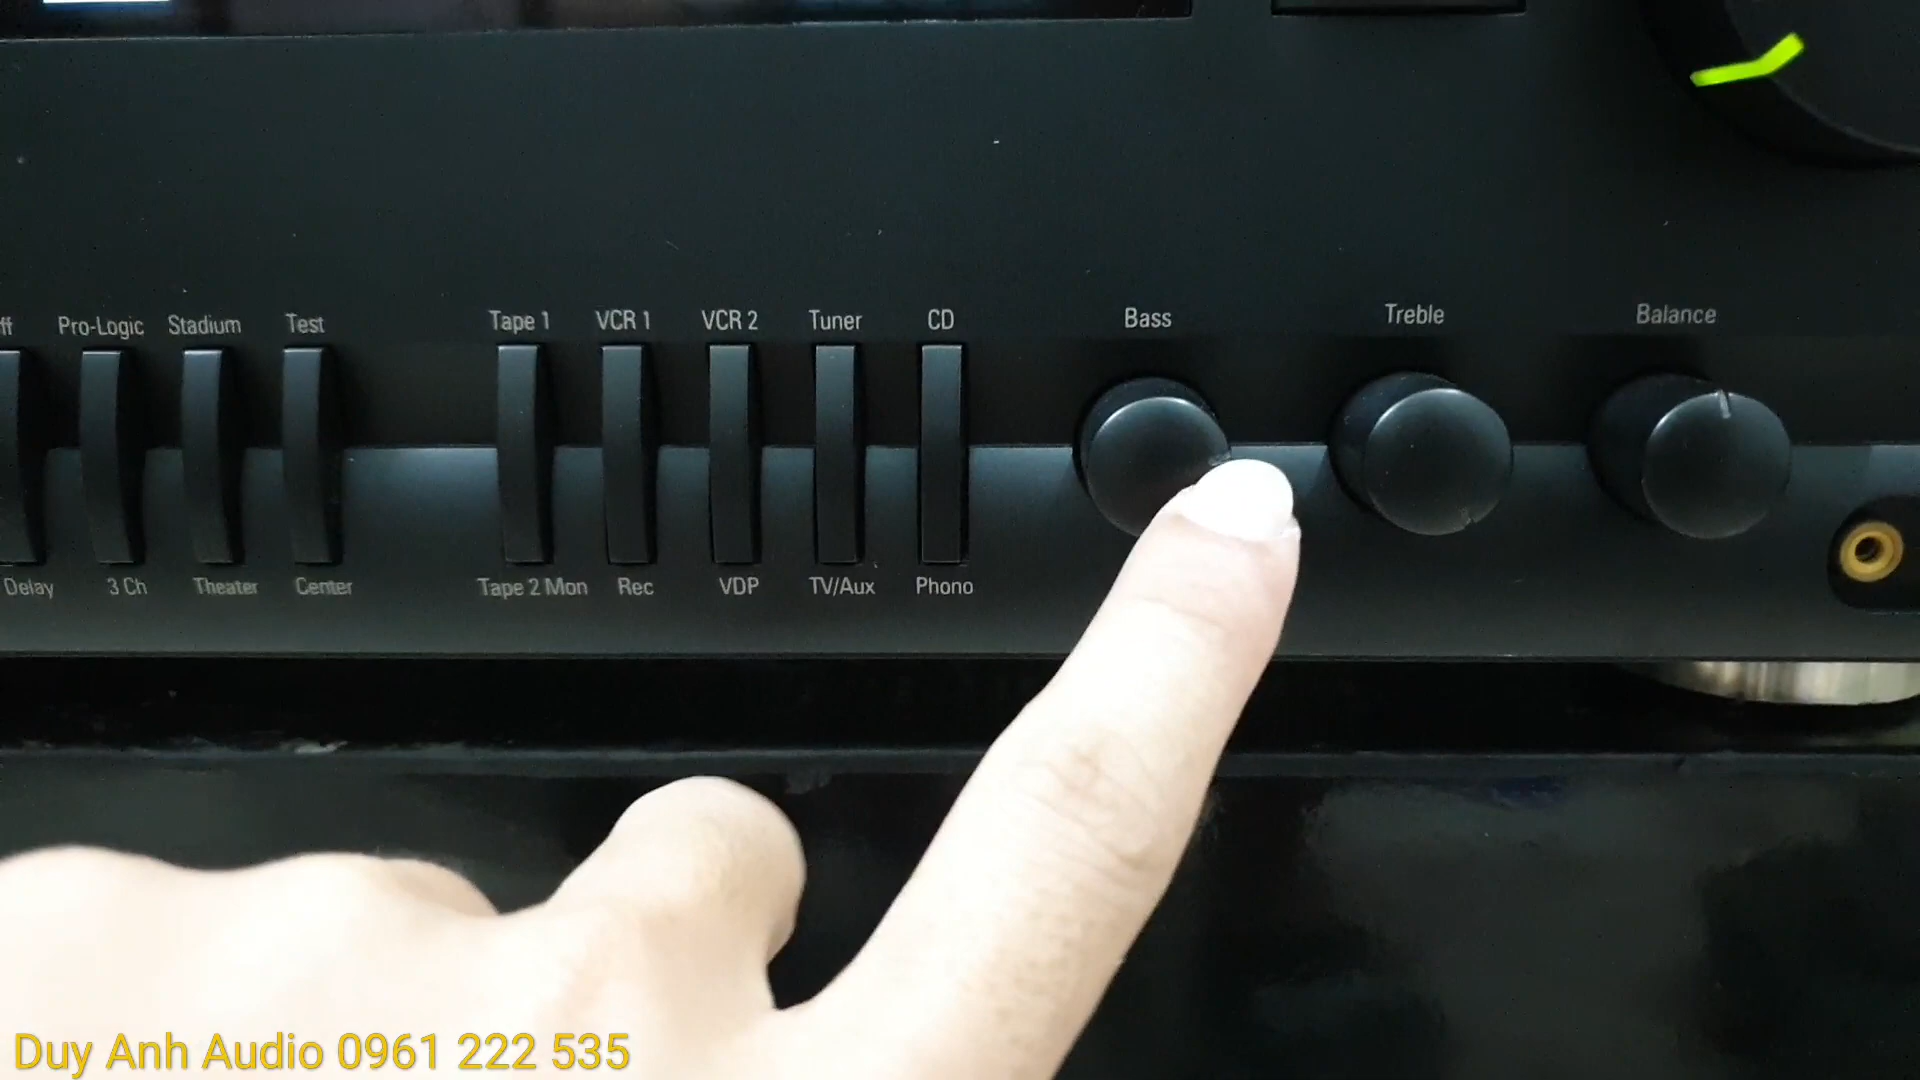 ff Pro-Logic Stadium Test Tape 1 VCR 1 VCR 2 Tuner CD Bass Treble Balance
Delay 3 Ch Theater Center Tape 2 Mon Rec VDP TV/Aux Phono
Duy Anh Audio 0961 222 535